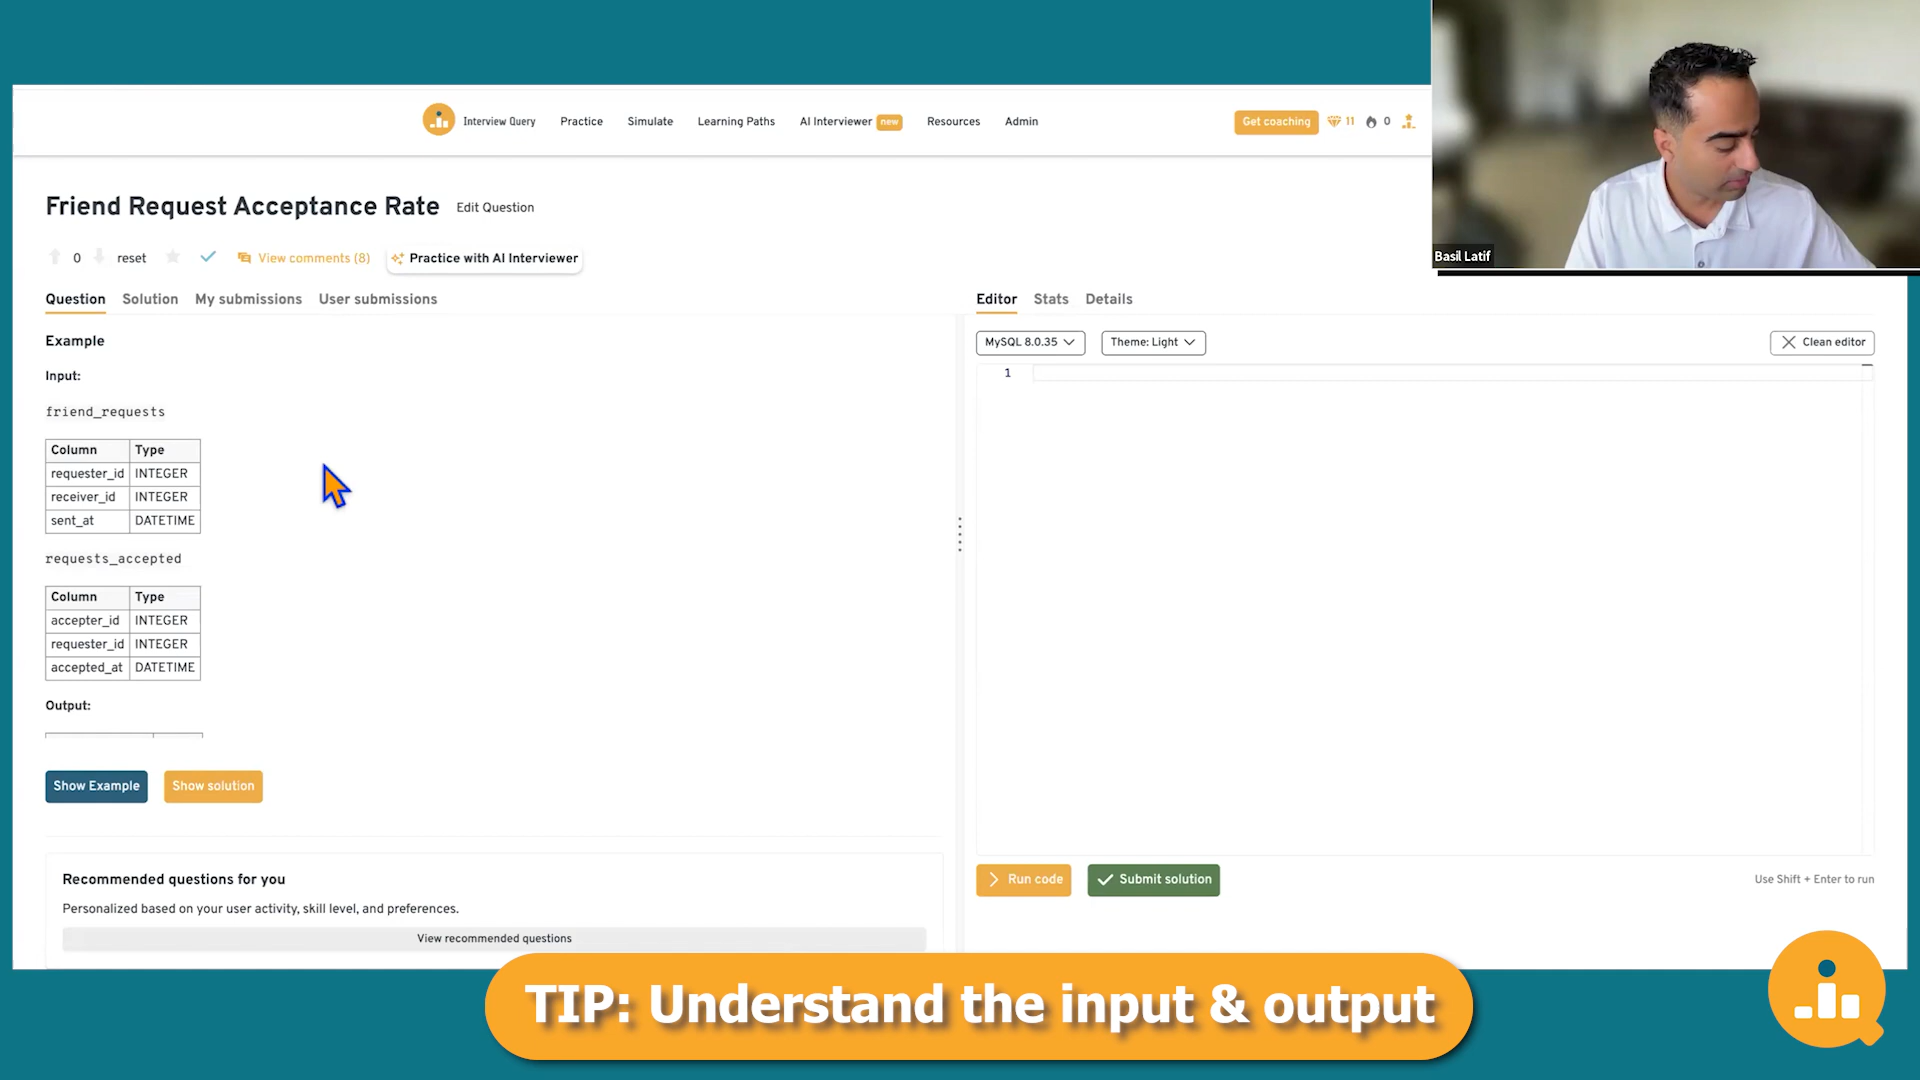 Interview Query Practice Simulate Learning Paths AI Interviewer new Resources Admin Get coaching 11 0
Basil Latif
Friend Request Acceptance Rate Edit Question
0 reset View comments (8) Practice with AI Interviewer
Question Solution My submissions User submissions
Example
Input:
friend_requests
Column Type
requester_id INTEGER
receiver_id INTEGER
sent_at DATETIME
requests_accepted
Column Type
accepter_id INTEGER
requester_id INTEGER
accepted_at DATETIME
Output:
Show Example Show solution
Recommended questions for you
Personalized based on your user activity, skill level, and preferences.
View recommended questions
Editor Stats Details
MySQL 8.0.35 Theme: Light Clean editor
1
Run code Submit solution Use Shift + Enter to run
TIP: Understand the input & output